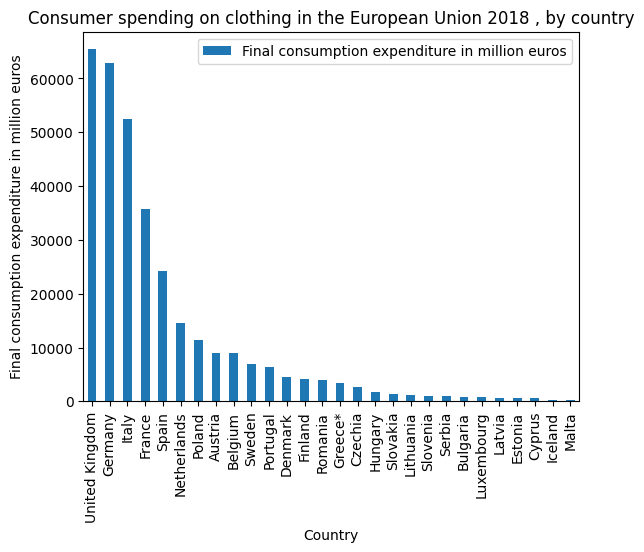 Consumer spending on clothing in the European Union 2018 , by country
Final consumption expenditure in million euros
Final consumption expenditure in million euros
60000
50000
40000
30000
20000
10000
0
United Kingdom
Germany
Italy
France
Spain
Netherlands
Poland
Austria
Belgium
Sweden
Portugal
Denmark
Finland
Romania
Greece*
Czechia
Hungary
Slovakia
Lithuania
Slovenia
Serbia
Bulgaria
Luxembourg
Latvia
Estonia
Cyprus
Iceland
Malta
Country